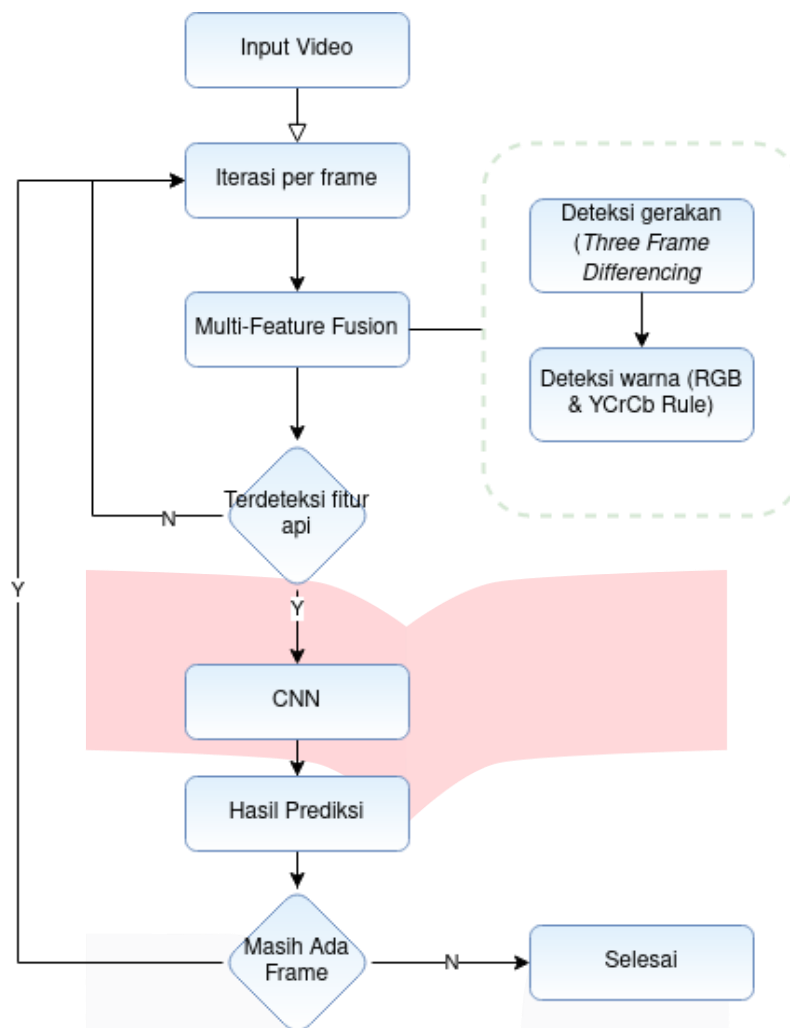 Input Video
Iterasi per frame
Deteksi gerakan
(Three Frame
Differencing
Multi-Feature Fusion
Deteksi warna (RGB
& YCrCb Rule)
Terdeteksi fitur
api
N
Y
Y
CNN
Hasil Prediksi
Masih Ada
Frame
N
Selesai